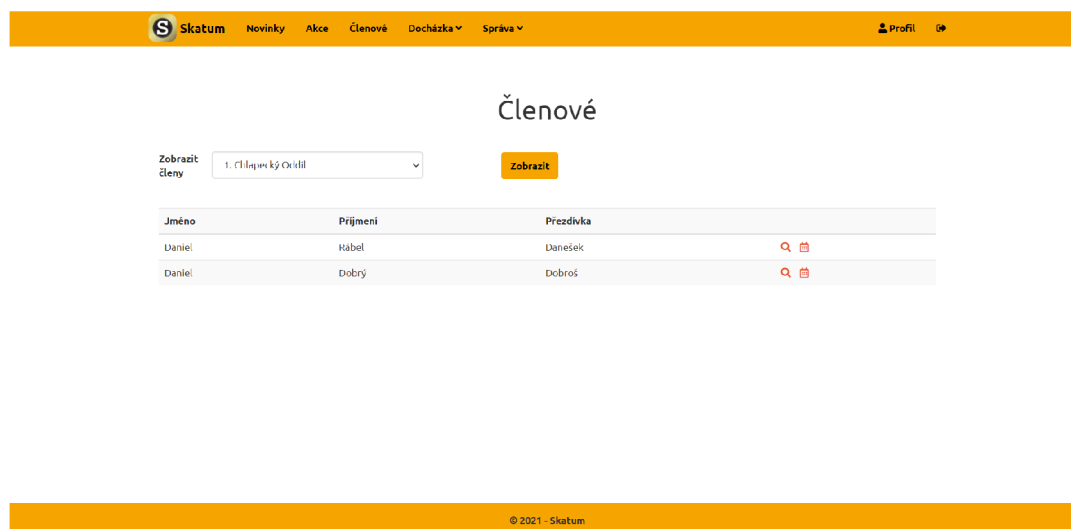 S Skatum Novinky Akce Členové Docházka Správa Profil
Členové
Zobrazit
členy
1. Chlapecký Oddíl
Zobrazit
Jméno Příjmení Přezdívka
Daniel Rábel Danešek
Daniel Dobrý Dobroš
© 2021 - Skatum